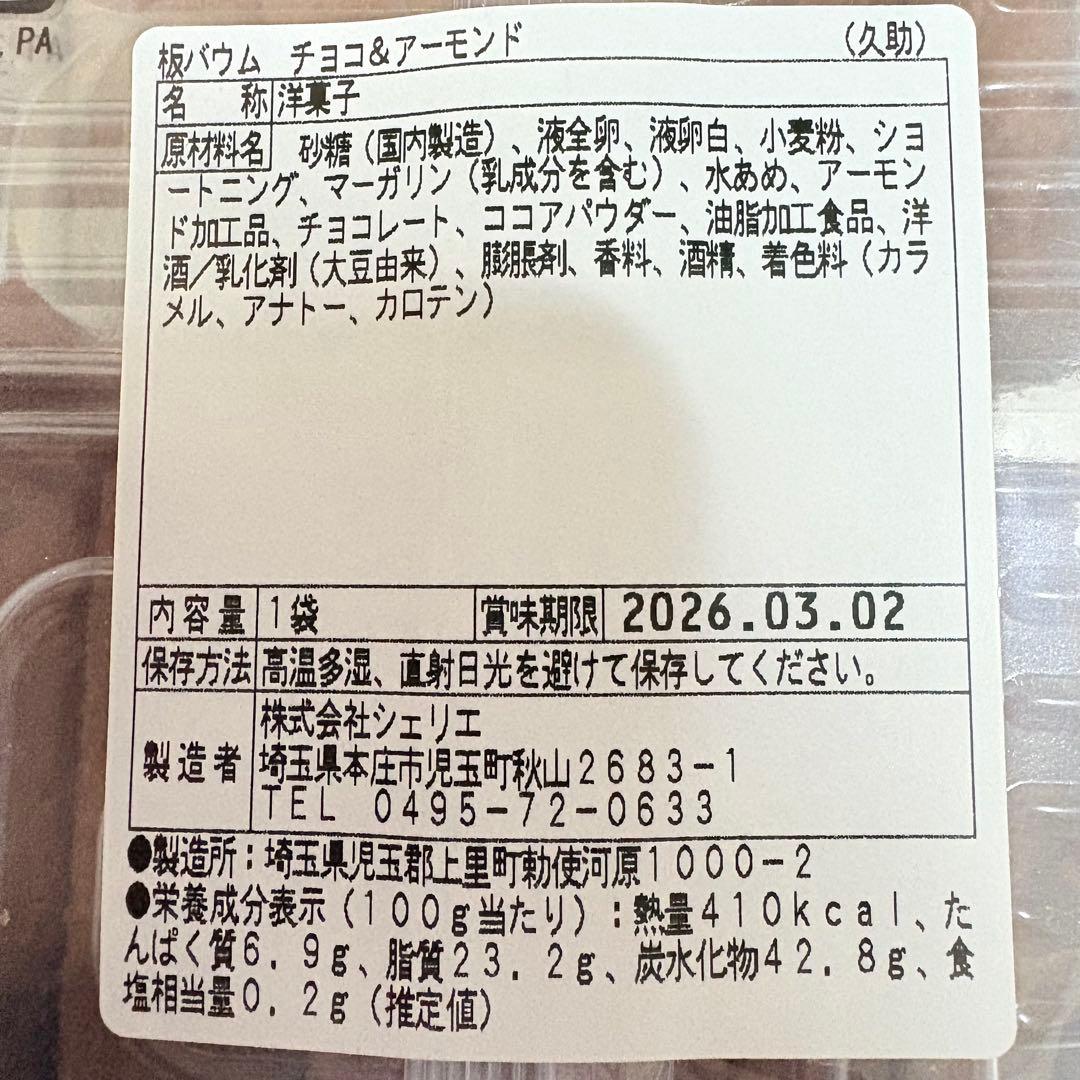 PA
板バウム　チョコ&アーモンド　（久助）
名　称 洋菓子
原材料名 砂糖（国内製造）、液全卵、液卵白、小麦粉、ショ
ートニング、マーガリン（乳成分を含む）、水あめ、アーモン
ド加工品、チョコレート、ココアパウダー、油脂加工食品、洋
酒／乳化剤（大豆由来）、膨脹剤、香料、酒精、着色料（カラ
メル、アナトー、カロテン）
内容量 1袋 賞味期限 2026.03.02
保存方法 高温多湿、直射日光を避けて保存してください。
製造者 株式会社シェリエ
埼玉県本庄市児玉町秋山２６８３－１
ＴＥＬ　０４９５－７２－０６３３
●製造所：埼玉県児玉郡上里町勅使河原１０００－２
●栄養成分表示（１００ｇ当たり）：熱量４１０ｋｃａｌ、た
んぱく質６．９ｇ、脂質２３．２ｇ、炭水化物４２．８ｇ、食
塩相当量０．２ｇ（推定値）